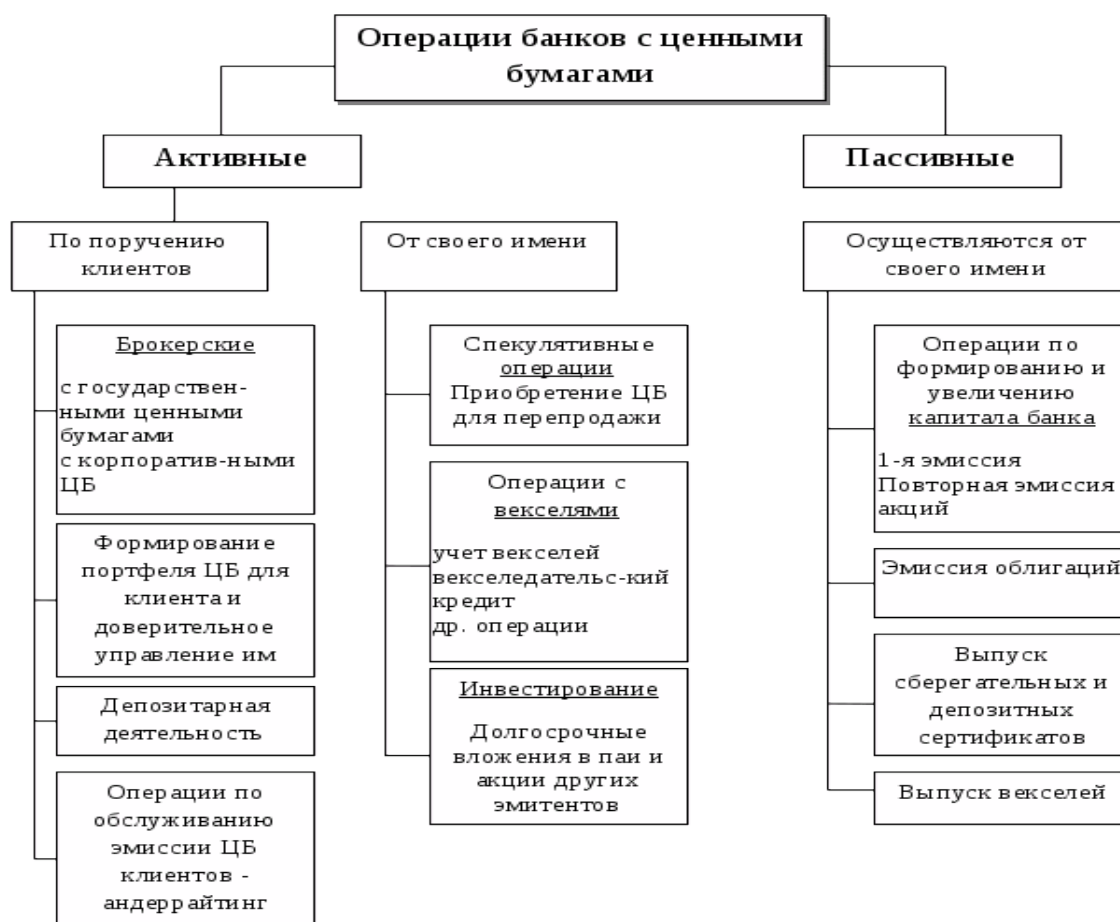 Операции банков с ценными
бумагами
Активные
Пассивные
По поручению
клиентов
От своего имени
Осуществляются от
своего имени
Брокерские
с государствен-
ными ценными
бумагами
с корпоратив-ными
ЦБ
Формирование
портфеля ЦБ для
клиента и
доверительное
управление им
Депозитарная
деятельность
Операции по
обслуживанию
эмиссии ЦБ
клиентов -
андеррайтинг
Спекулятивные
операции
Приобретение ЦБ
для перепродажи
Операции с
векселями
учет векселей
векселедательс-кий
кредит
др. операции
Инвестирование
Долгосрочные
вложения в паи и
акции других
эмитентов
Операции по
формированию и
увеличению
капитала банка
1-я эмиссия
Повторная эмиссия
акций
Эмиссия облигаций
Выпуск
сберегательных и
депозитных
сертификатов
Выпуск векселей